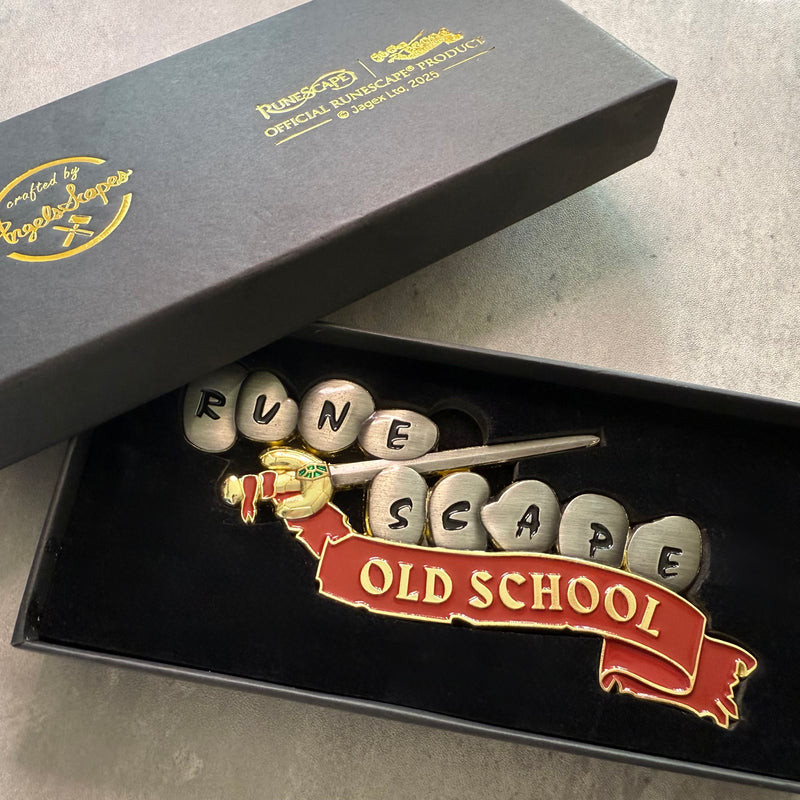 RUNESCAPE
OFFICIAL RUNESCAPE® PRODUCT
© Jagex Ltd. 2025
crafted by
AngelsScapes
RUNE
SCAPE
OLD SCHOOL